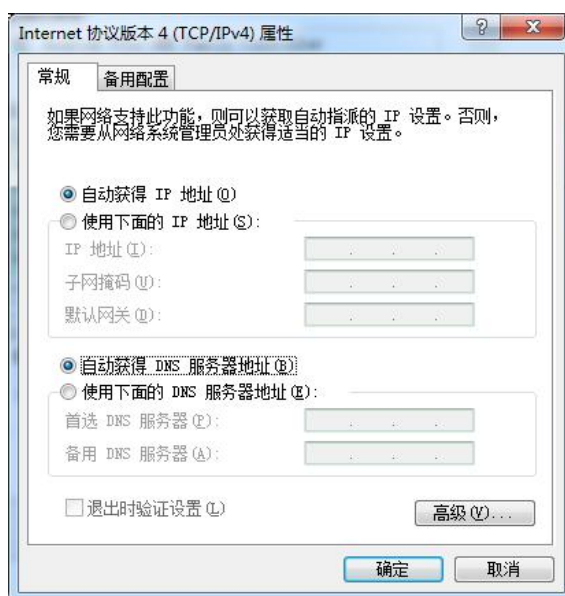 Internet 协议版本 4 (TCP/IPv4) 属性
常规
备用配置
如果网络支持此功能，则可以获取自动指派的 IP 设置。否则，
您需要从网络系统管理员处获得适当的 IP 设置。
自动获得 IP 地址(O)
使用下面的 IP 地址(S):
IP 地址(I):
子网掩码(U):
默认网关(D):
自动获得 DNS 服务器地址(B)
使用下面的 DNS 服务器地址(E):
首选 DNS 服务器(P):
备用 DNS 服务器(A):
退出时验证设置(L)
高级(V)...
确定
取消